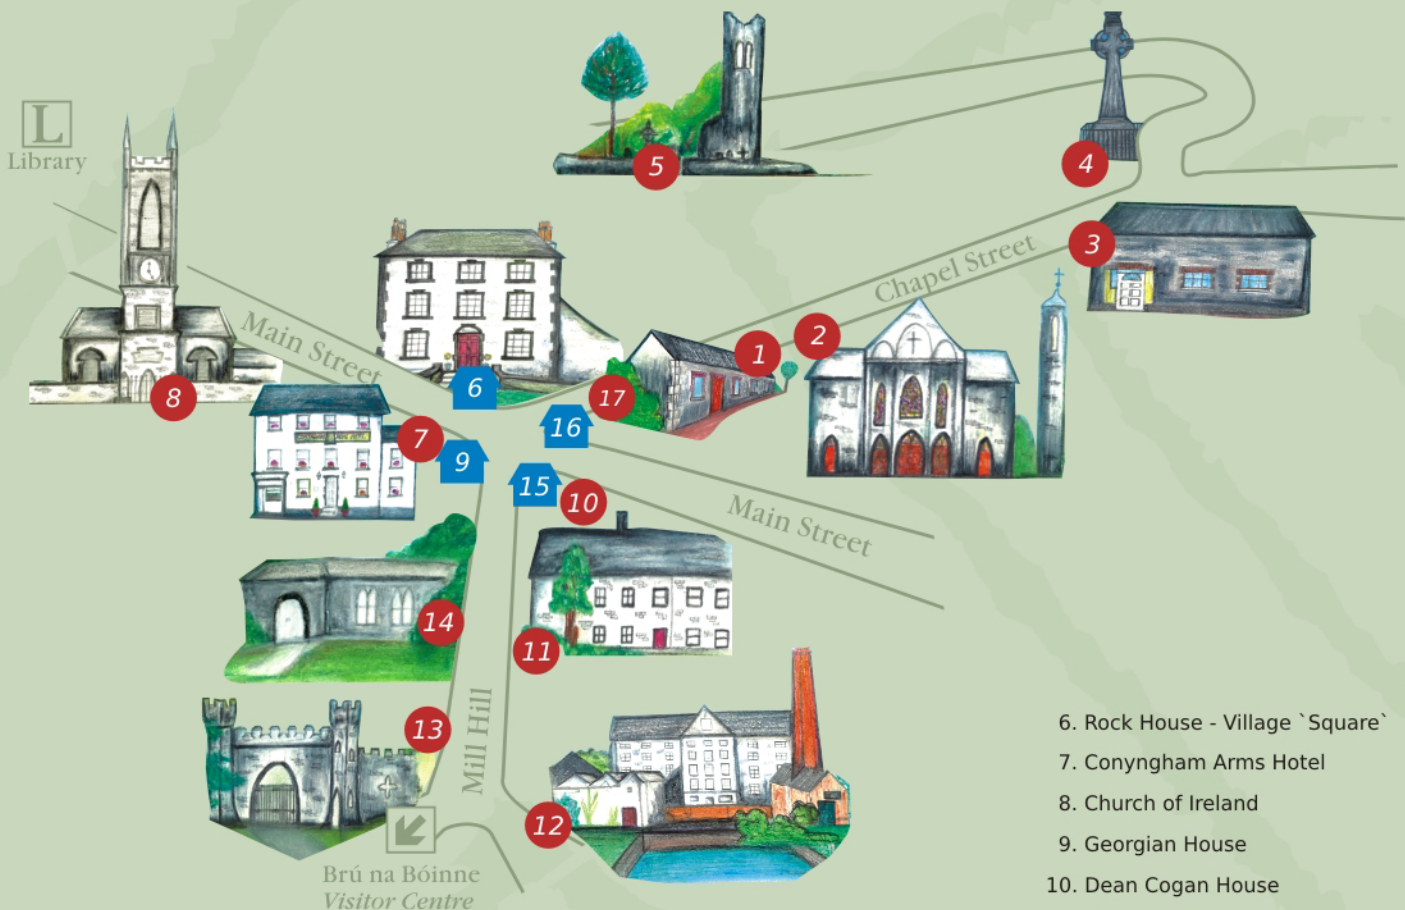 L
Library
5
4
3
Chapel Street
Main Street
1
2
6
17
8
7
16
9
15
10
Main Street
14
11
Mill Hill
13
12
Brú na Bóinne
Visitor Centre
6. Rock House - Village `Square`
7. Conyngham Arms Hotel
8. Church of Ireland
9. Georgian House
10. Dean Cogan House